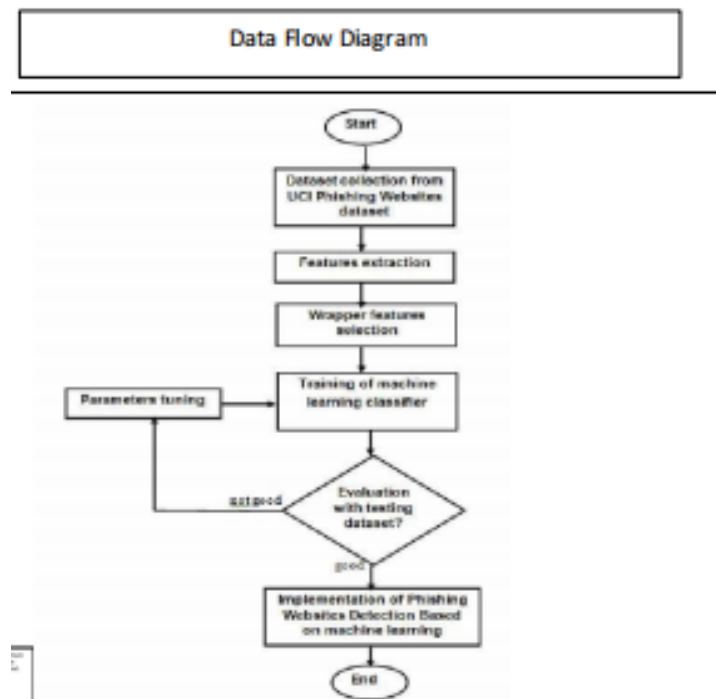 Data Flow Diagram
Start
Dataset collection from
UCI Phishing Websites
dataset
Features extraction
Wrapper features
selection
Training of machine
learning classifier
Parameters tuning
Evaluation
with testing
dataset?
not good
good
Implementation of Phishing
Websites Detection Based
on machine learning
End